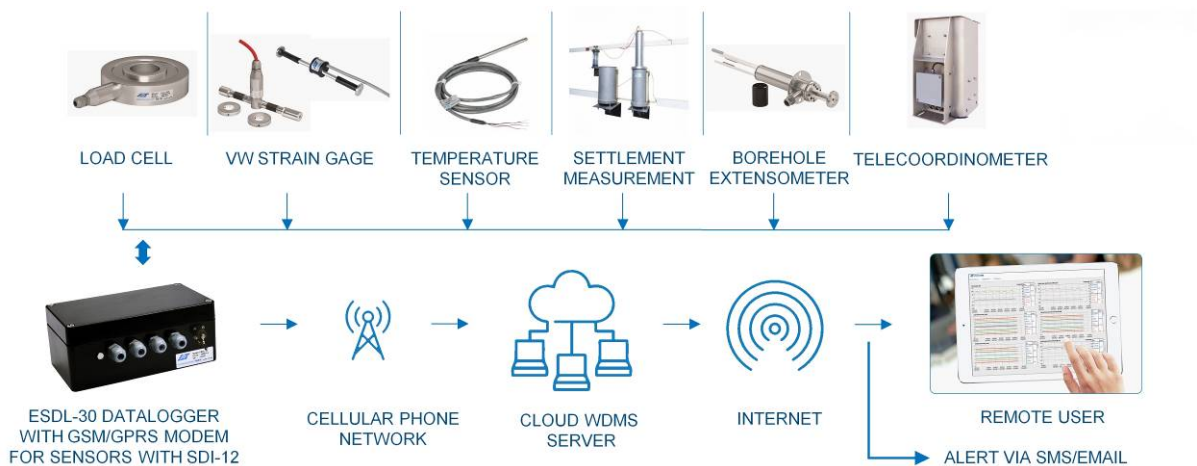 LOAD CELL
VW STRAIN GAGE
TEMPERATURE
SENSOR
SETTLEMENT
MEASUREMENT
BOREHOLE
EXTENSOMETER
TELECOORDINOMETER
ESDL-30 DATALOGGER
WITH GSM/GPRS MODEM
FOR SENSORS WITH SDI-12
CELLULAR PHONE
NETWORK
CLOUD WDMS
SERVER
INTERNET
REMOTE USER
ALERT VIA SMS/EMAIL